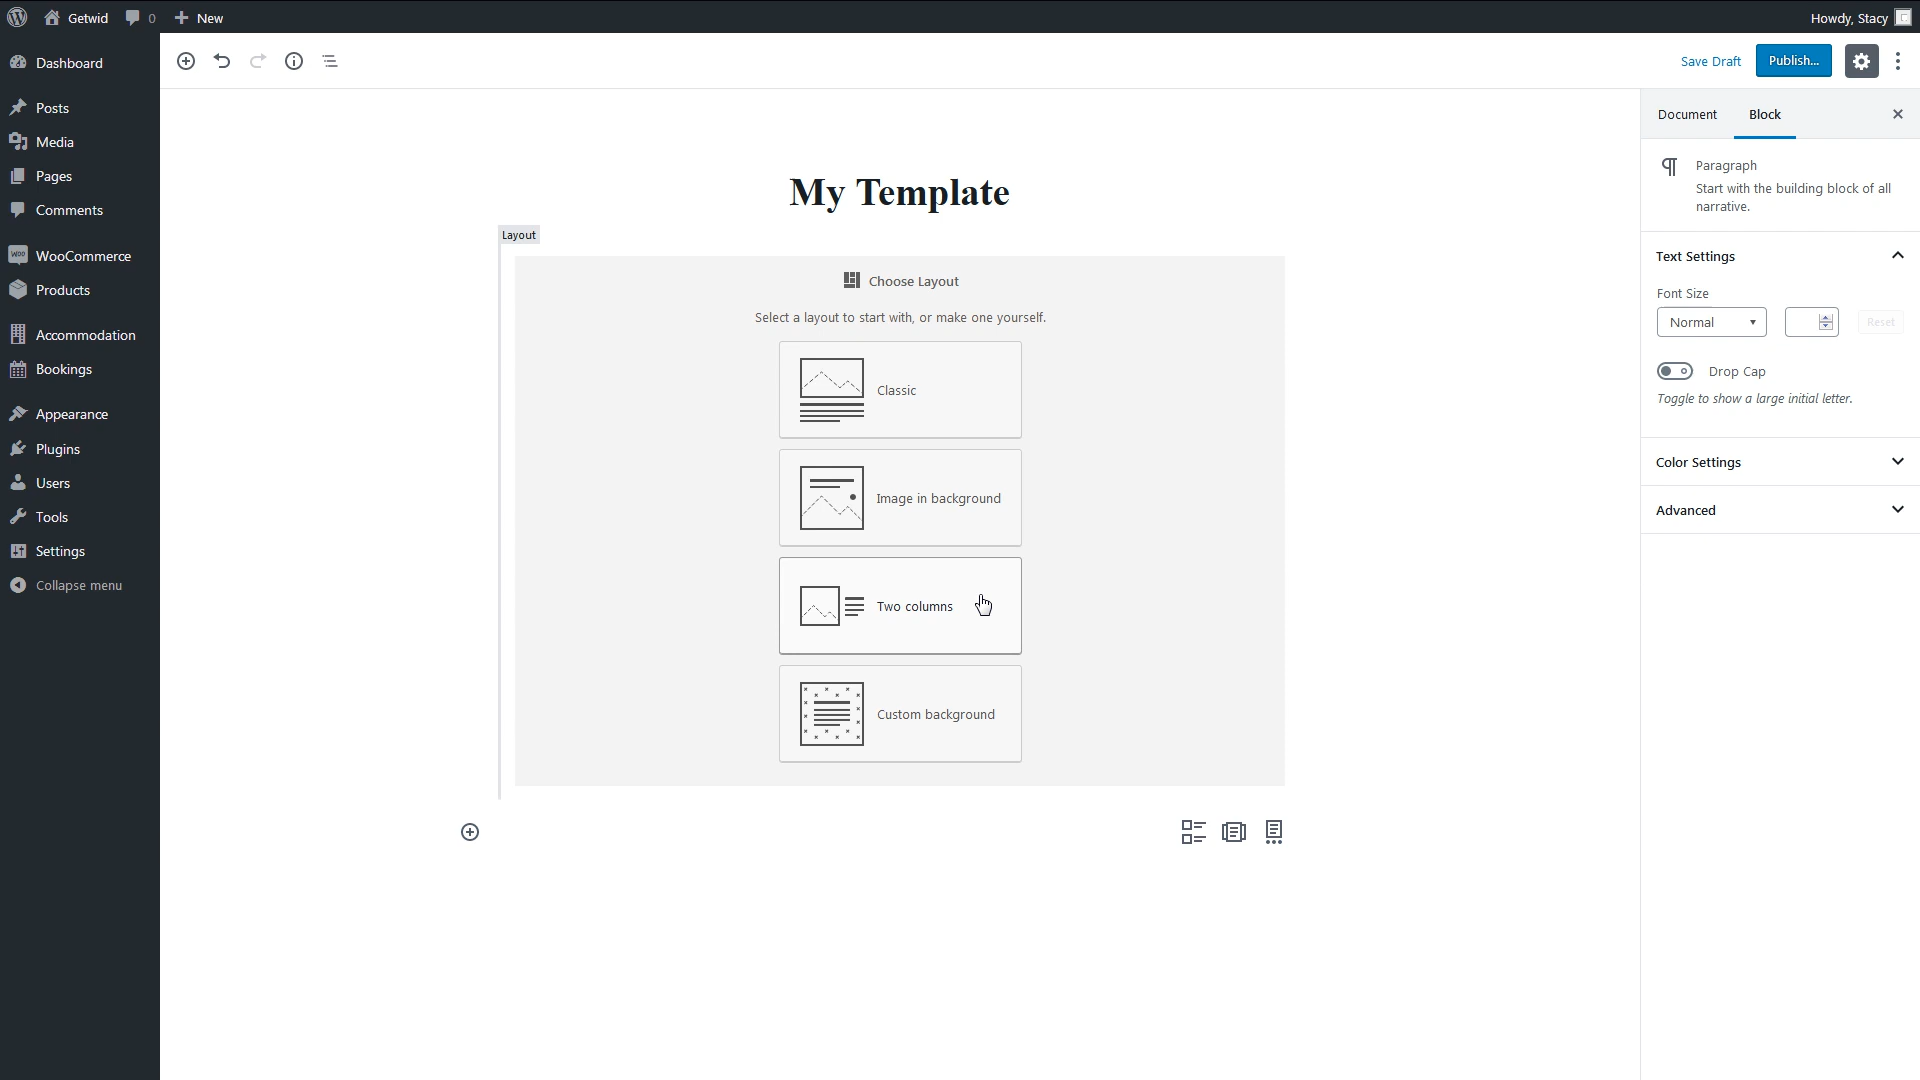 Getwid
0
New
Howdy, Stacy
Dashboard
Posts
Media
Pages
Comments
WooCommerce
Products
Accommodation
Bookings
Appearance
Plugins
Users
Tools
Settings
Collapse menu
Save Draft
Publish...
My Template
Layout
Choose Layout
Select a layout to start with, or make one yourself.
Classic
Image in background
Two columns
Custom background
Document
Block
Paragraph
Start with the building block of all
narrative.
Text Settings
Font Size
Normal
Reset
Drop Cap
Toggle to show a large initial letter.
Color Settings
Advanced